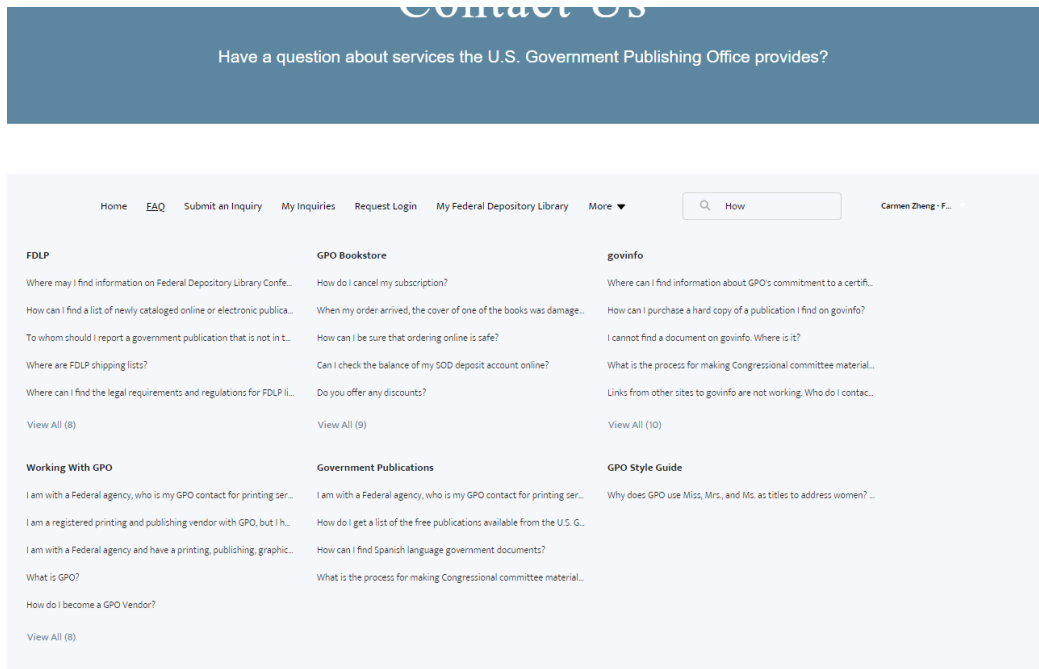 Contact Us
Have a question about services the U.S. Government Publishing Office provides?
Home FAQ Submit an Inquiry My Inquiries Request Login My Federal Depository Library More How Carmen Zheng - F...
FDLP
Where may I find information on Federal Depository Library Confe...
How can I find a list of newly cataloged online or electronic publica...
To whom should I report a government publication that is not in t...
Where are FDLP shipping lists?
Where can I find the legal requirements and regulations for FDLP li...
View All (8)
GPO Bookstore
How do I cancel my subscription?
When my order arrived, the cover of one of the books was damage...
How can I be sure that ordering online is safe?
Can I check the balance of my SOD deposit account online?
Do you offer any discounts?
View All (9)
govinfo
Where can I find information about GPO's commitment to a certifi...
How can I purchase a hard copy of a publication I find on govinfo?
I cannot find a document on govinfo. Where is it?
What is the process for making Congressional committee material...
Links from other sites to govinfo are not working. Who do I contac...
View All (10)
Working With GPO
I am with a Federal agency, who is my GPO contact for printing ser...
I am a registered printing and publishing vendor with GPO, but I h...
I am with a Federal agency and have a printing, publishing, graphic...
What is GPO?
How do I become a GPO Vendor?
View All (8)
Government Publications
I am with a Federal agency, who is my GPO contact for printing ser...
How do I get a list of the free publications available from the U.S. G...
How can I find Spanish language government documents?
What is the process for making Congressional committee material...
GPO Style Guide
Why does GPO use Miss, Mrs., and Ms. as titles to address women? ...